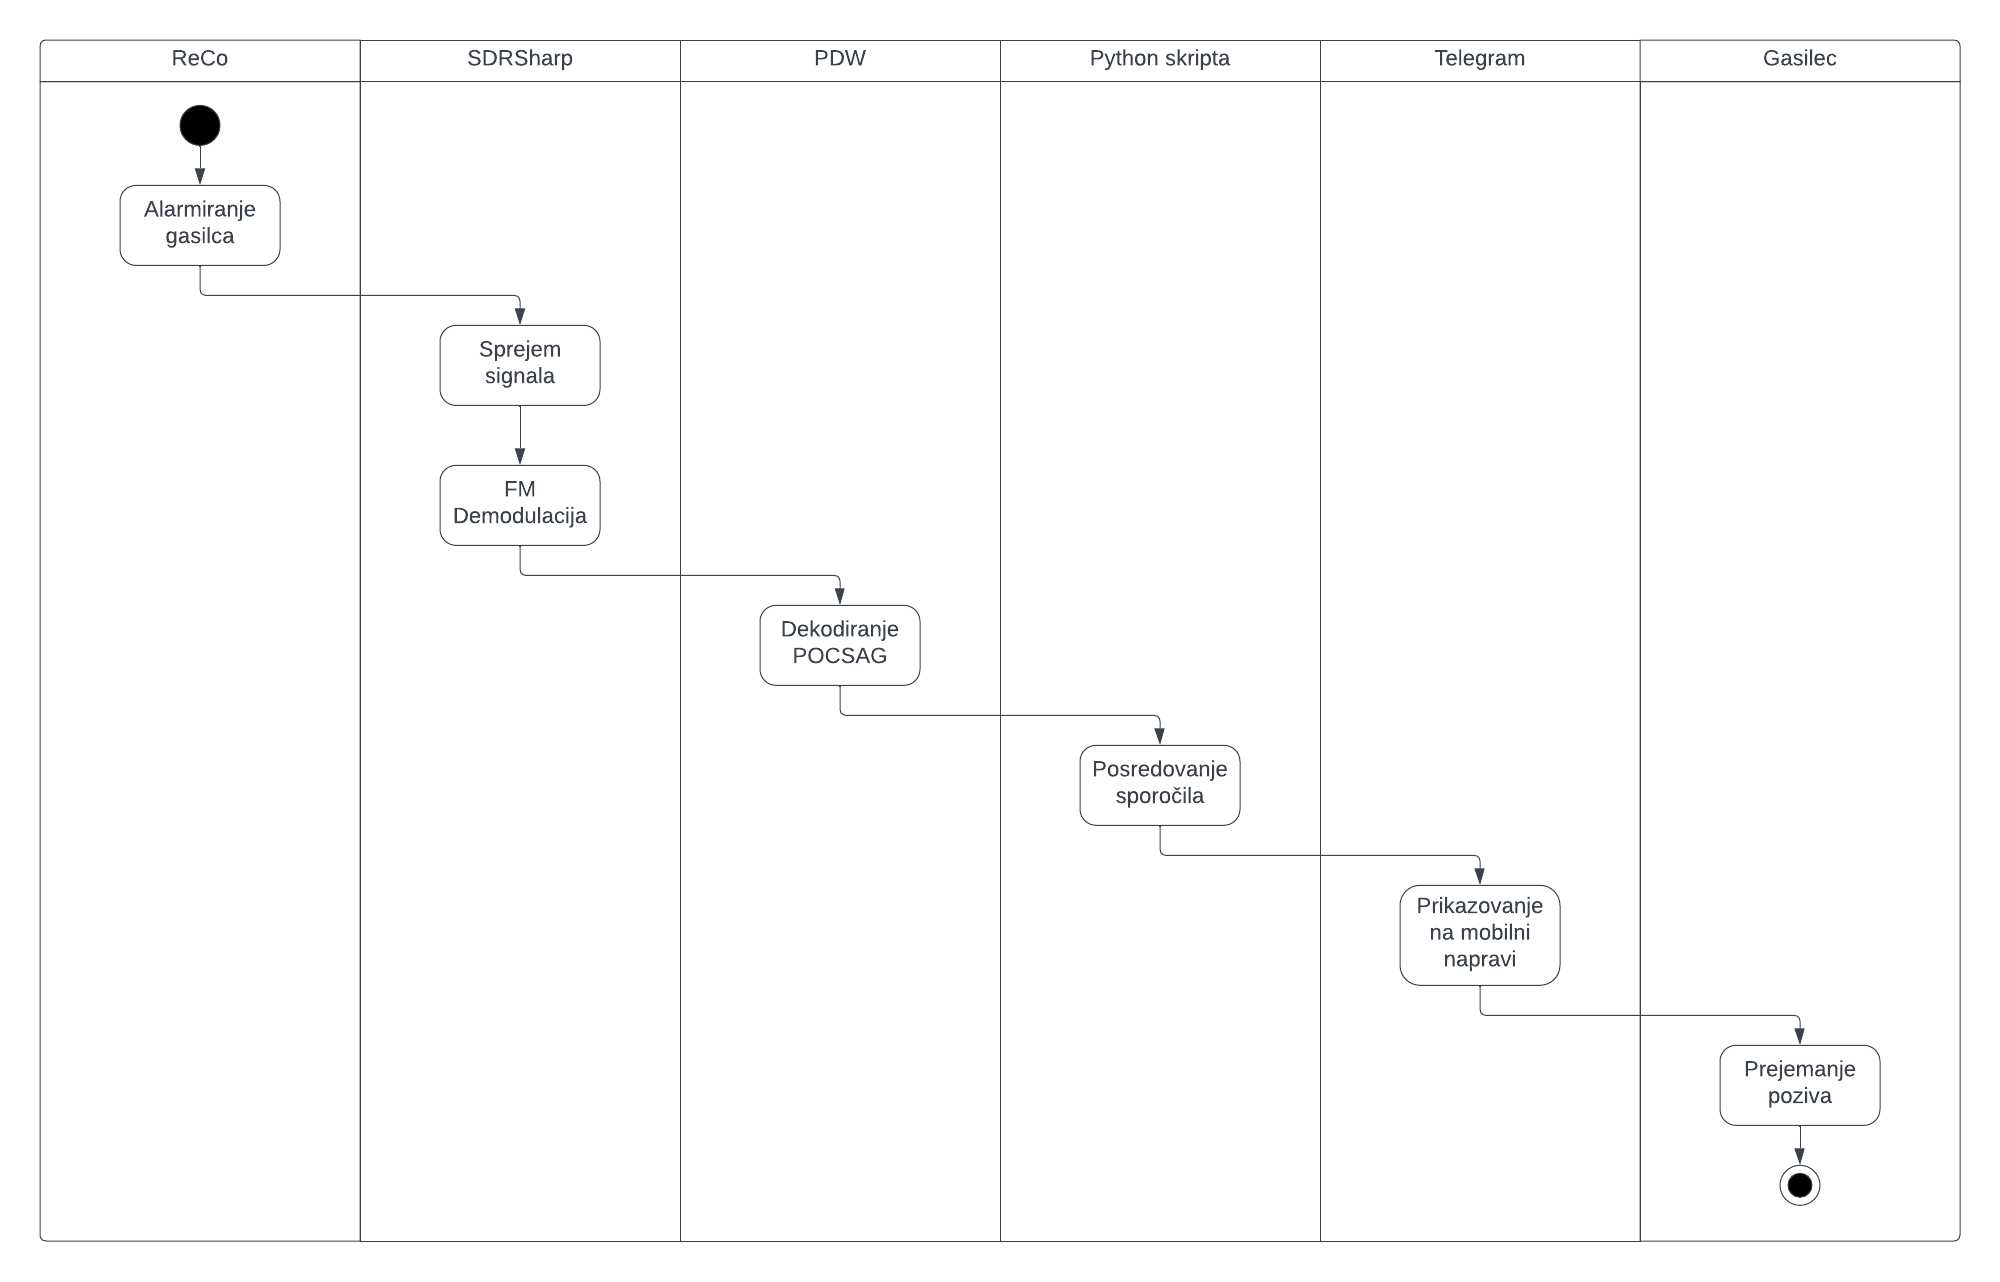 ReCo
SDRSharp
PDW
Python skripta
Telegram
Gasilec
Alarmiranje
gasilca
Sprejem
signala
FM
Demodulacija
Dekodiranje
POCSAG
Posredovanje
sporočila
Prikazovanje
na mobilni
napravi
Prejemanje
poziva